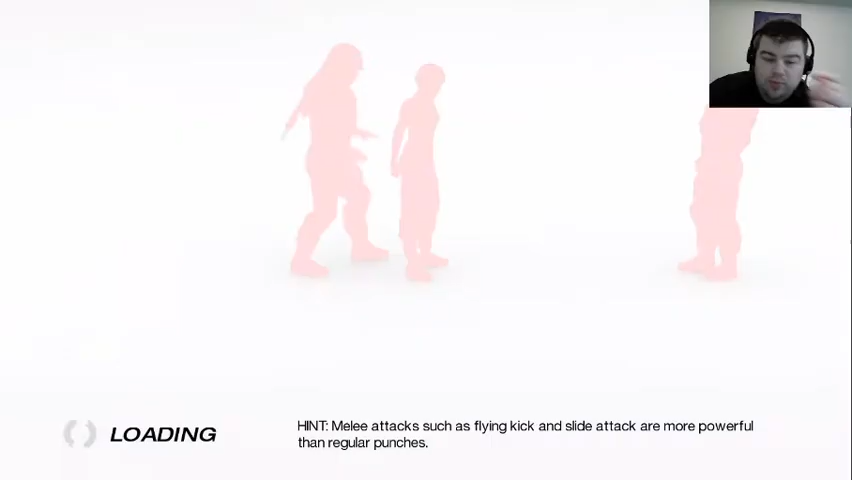 LOADING
HINT: Melee attacks such as flying kick and slide attack are more powerful
than regular punches.